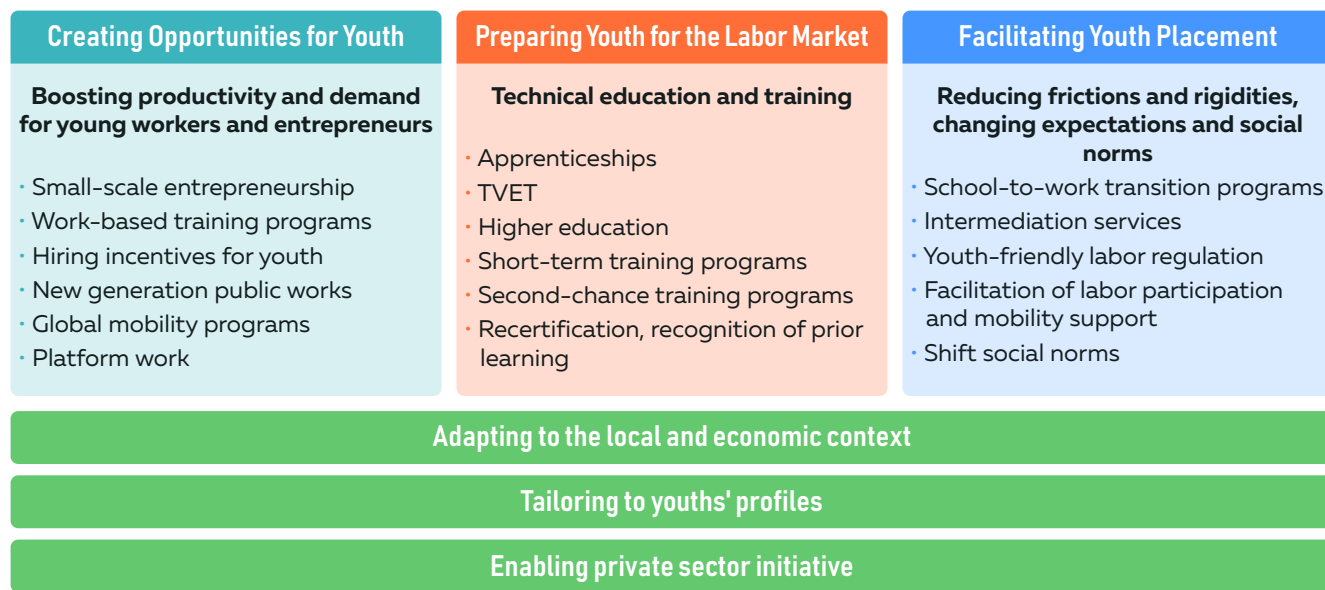 Creating Opportunities for Youth
Boosting productivity and demand
for young workers and entrepreneurs
· Small-scale entrepreneurship
· Work-based training programs
· Hiring incentives for youth
· New generation public works
· Global mobility programs
· Platform work
Preparing Youth for the Labor Market
Technical education and training
· Apprenticeships
· TVET
· Higher education
· Short-term training programs
· Second-chance training programs
· Recertification, recognition of prior
learning
Facilitating Youth Placement
Reducing frictions and rigidities,
changing expectations and social
norms
· School-to-work transition programs
· Intermediation services
· Youth-friendly labor regulation
· Facilitation of labor participation
and mobility support
· Shift social norms
Adapting to the local and economic context
Tailoring to youths' profiles
Enabling private sector initiative